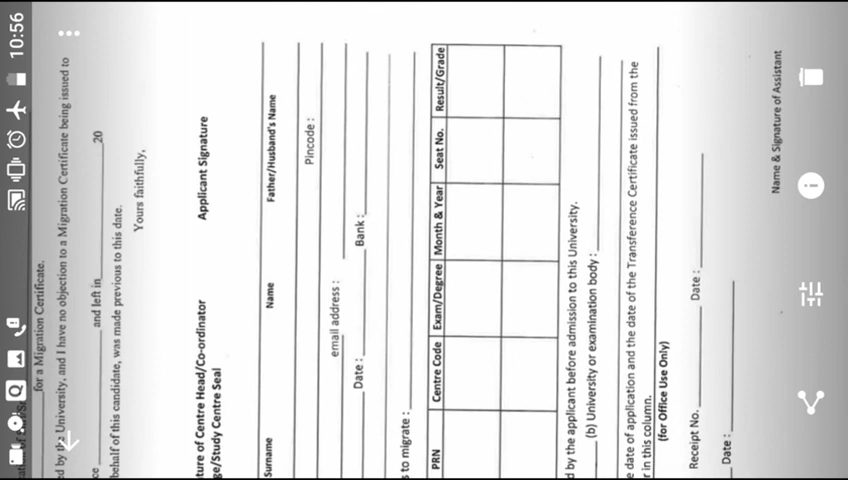 10:56
for a Migration Certificate.
by the University, and I have no objection to a Migration Certificate being issued to
and left in 20
behalf of this candidate, was made previous to this date.
Yours faithfully,
Applicant Signature
ture of Centre Head/Co-ordinator
ge/Study Centre Seal
Surname Name Father/Husband's Name
Pincode :
email address :
Date : Bank :
s to migrate :
PRN Centre Code Exam/Degree Month & Year Seat No. Result/Grade
d by the applicant before admission to this University.
(b) University or examination body :
e date of application and the date of the Transference Certificate issued from the
r in this column.
(for Office Use Only)
Receipt No. Date :
Date :
Name & Signature of Assistant